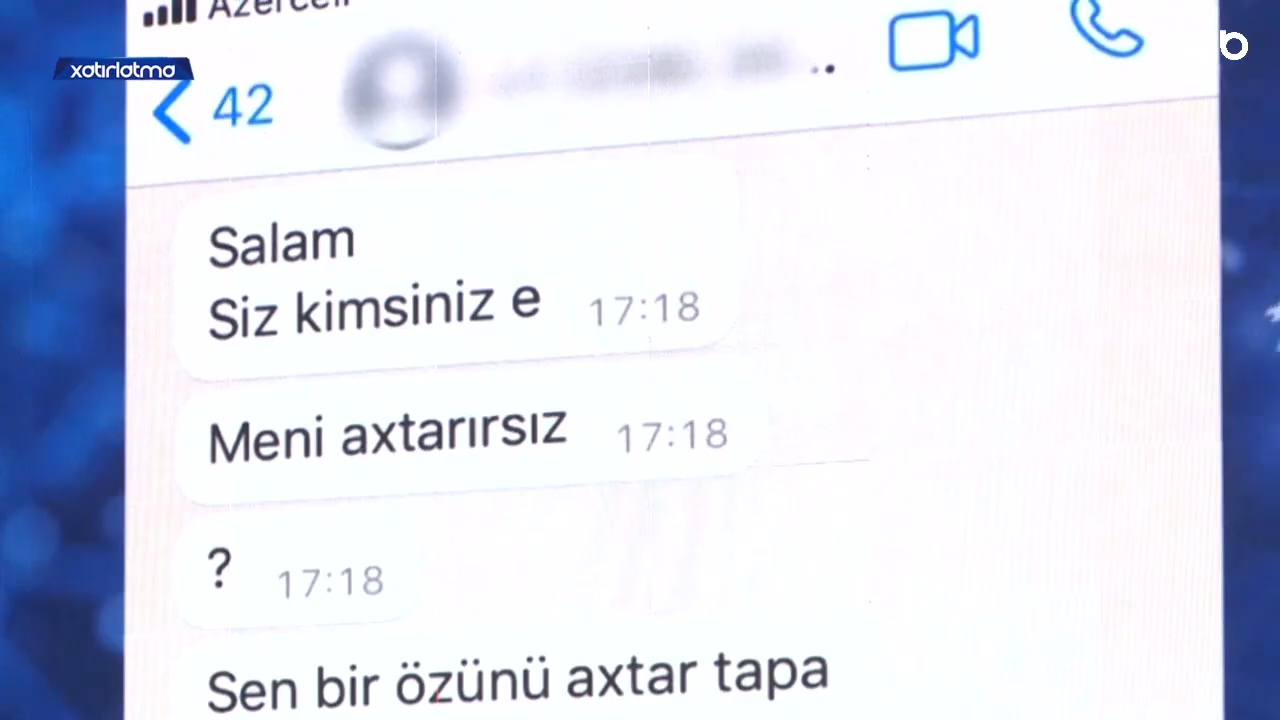 Azercell
xatırlatma
b
42
Salam
Siz kimsiniz e 17:18
Meni axtarırsız 17:18
? 17:18
Sen bir özünü axtar tapa